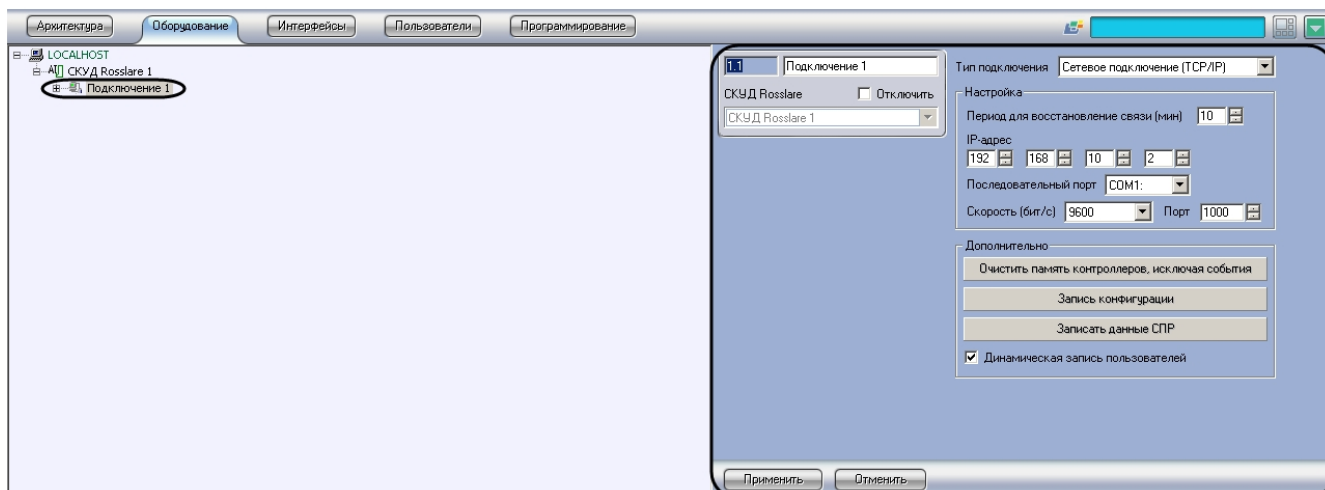 Архитектура Оборудование Интерфейсы Пользователи Программирование
LOCALHOST
СКУД Rosslare 1
Подключение 1
1.1 Подключение 1
СКУД Rosslare Отключить
СКУД Rosslare 1
Тип подключения Сетевое подключение (TCP/IP)
Настройка
Период для восстановление связи (мин) 10
IP-адрес
192 168 10 2
Последовательный порт COM1:
Скорость (бит/с) 9600 Порт 1000
Дополнительно
Очистить память контроллеров, исключая события
Запись конфигурации
Записать данные СПР
Динамическая запись пользователей
Применить Отменить